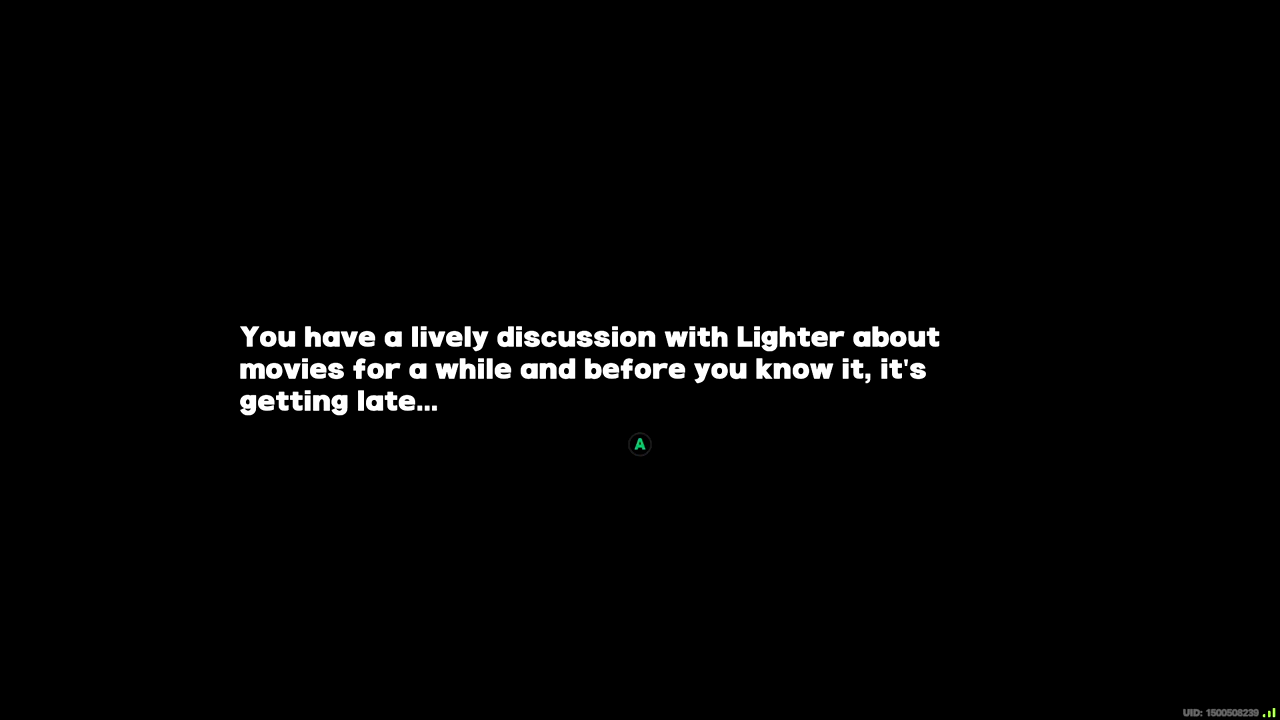 You have a lively discussion with Lighter about
movies for a while and before you know it, it's
getting late...
A
UID: 1500508239